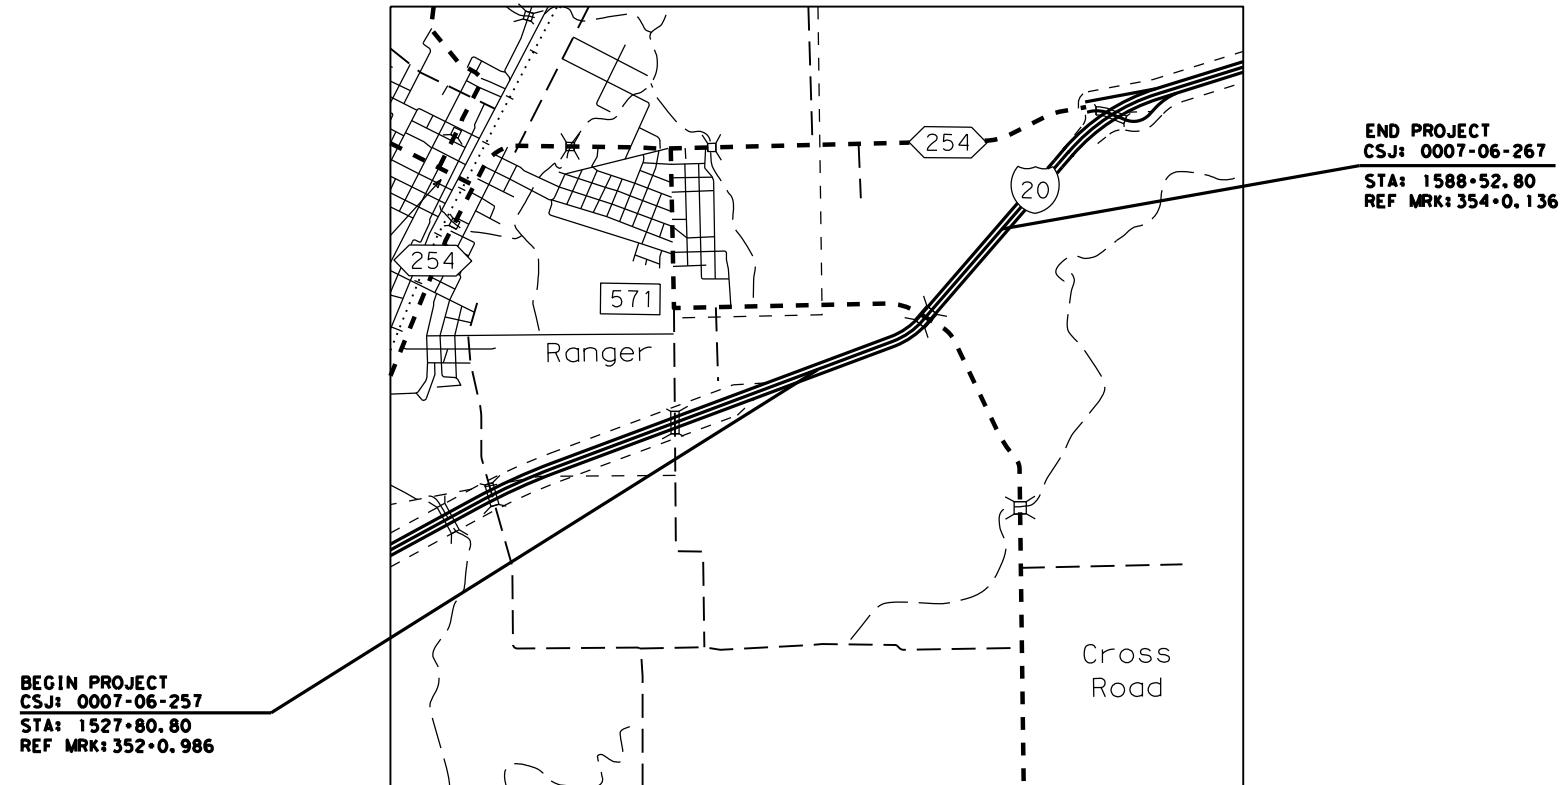 END PROJECT
CSJ: 0007-06-267
STA: 1588+52.80
REF MRK: 354+0.136
254
20
254
571
Ranger
Cross
Road
BEGIN PROJECT
CSJ: 0007-06-257
STA: 1527+80.80
REF MRK: 352+0.986